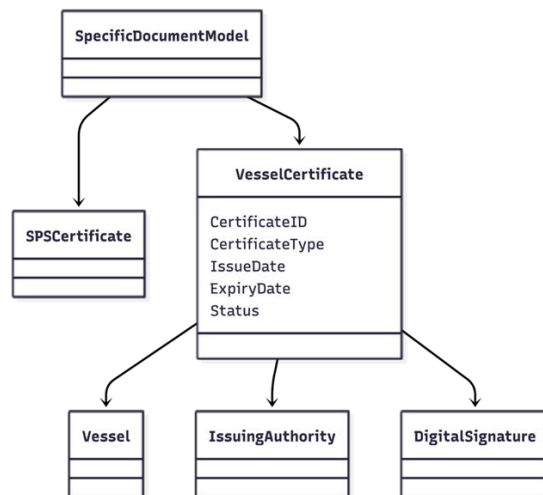 SpecificDocumentModel
VesselCertificate
CertificateID
CertificateType
IssueDate
ExpiryDate
Status
SPSCertificate
Vessel
IssuingAuthority
DigitalSignature